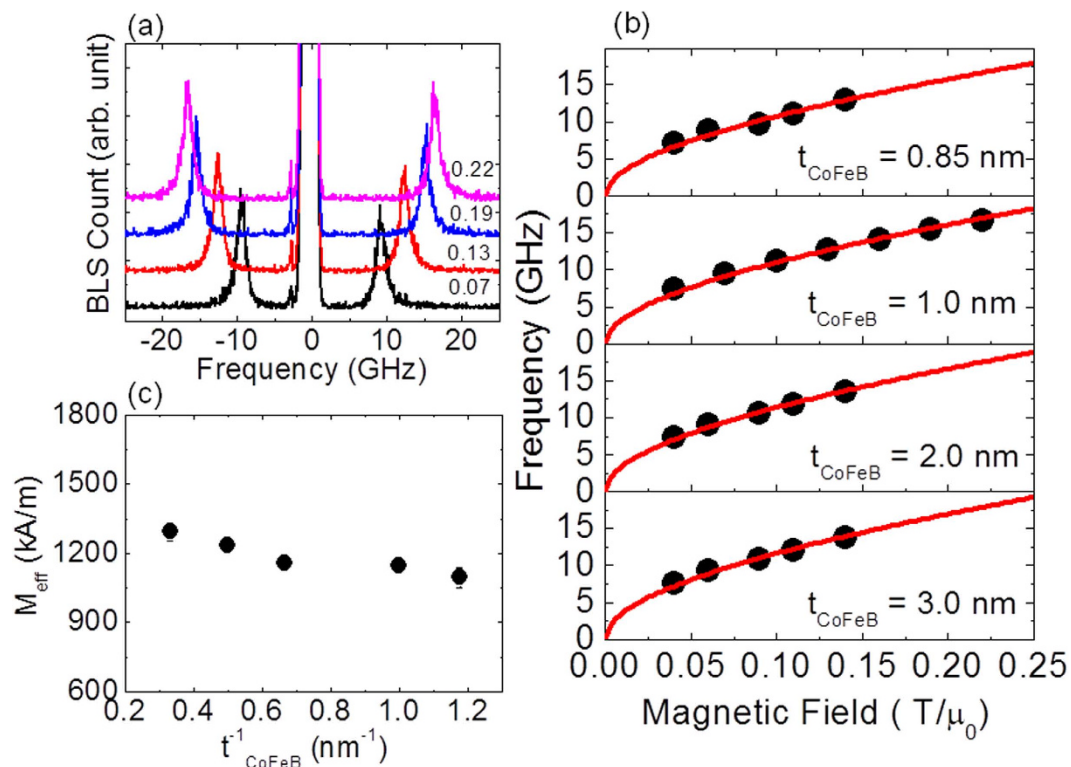 (a)
BLS Count (arb. unit)
0.22
0.19
0.13
0.07
-20 -10 0 10 20
Frequency (GHz)
(b)
Frequency (GHz)
15
10
5
0
t_CoFeB = 0.85 nm
15
10
5
0
t_CoFeB = 1.0 nm
15
10
5
0
t_CoFeB = 2.0 nm
15
10
5
0
t_CoFeB = 3.0 nm
0.00 0.05 0.10 0.15 0.20 0.25
Magnetic Field ( T/μ₀)
(c)
M_eff (kA/m)
1800
1500
1200
900
600
0.2 0.4 0.6 0.8 1.0 1.2
t⁻¹_CoFeB (nm⁻¹)